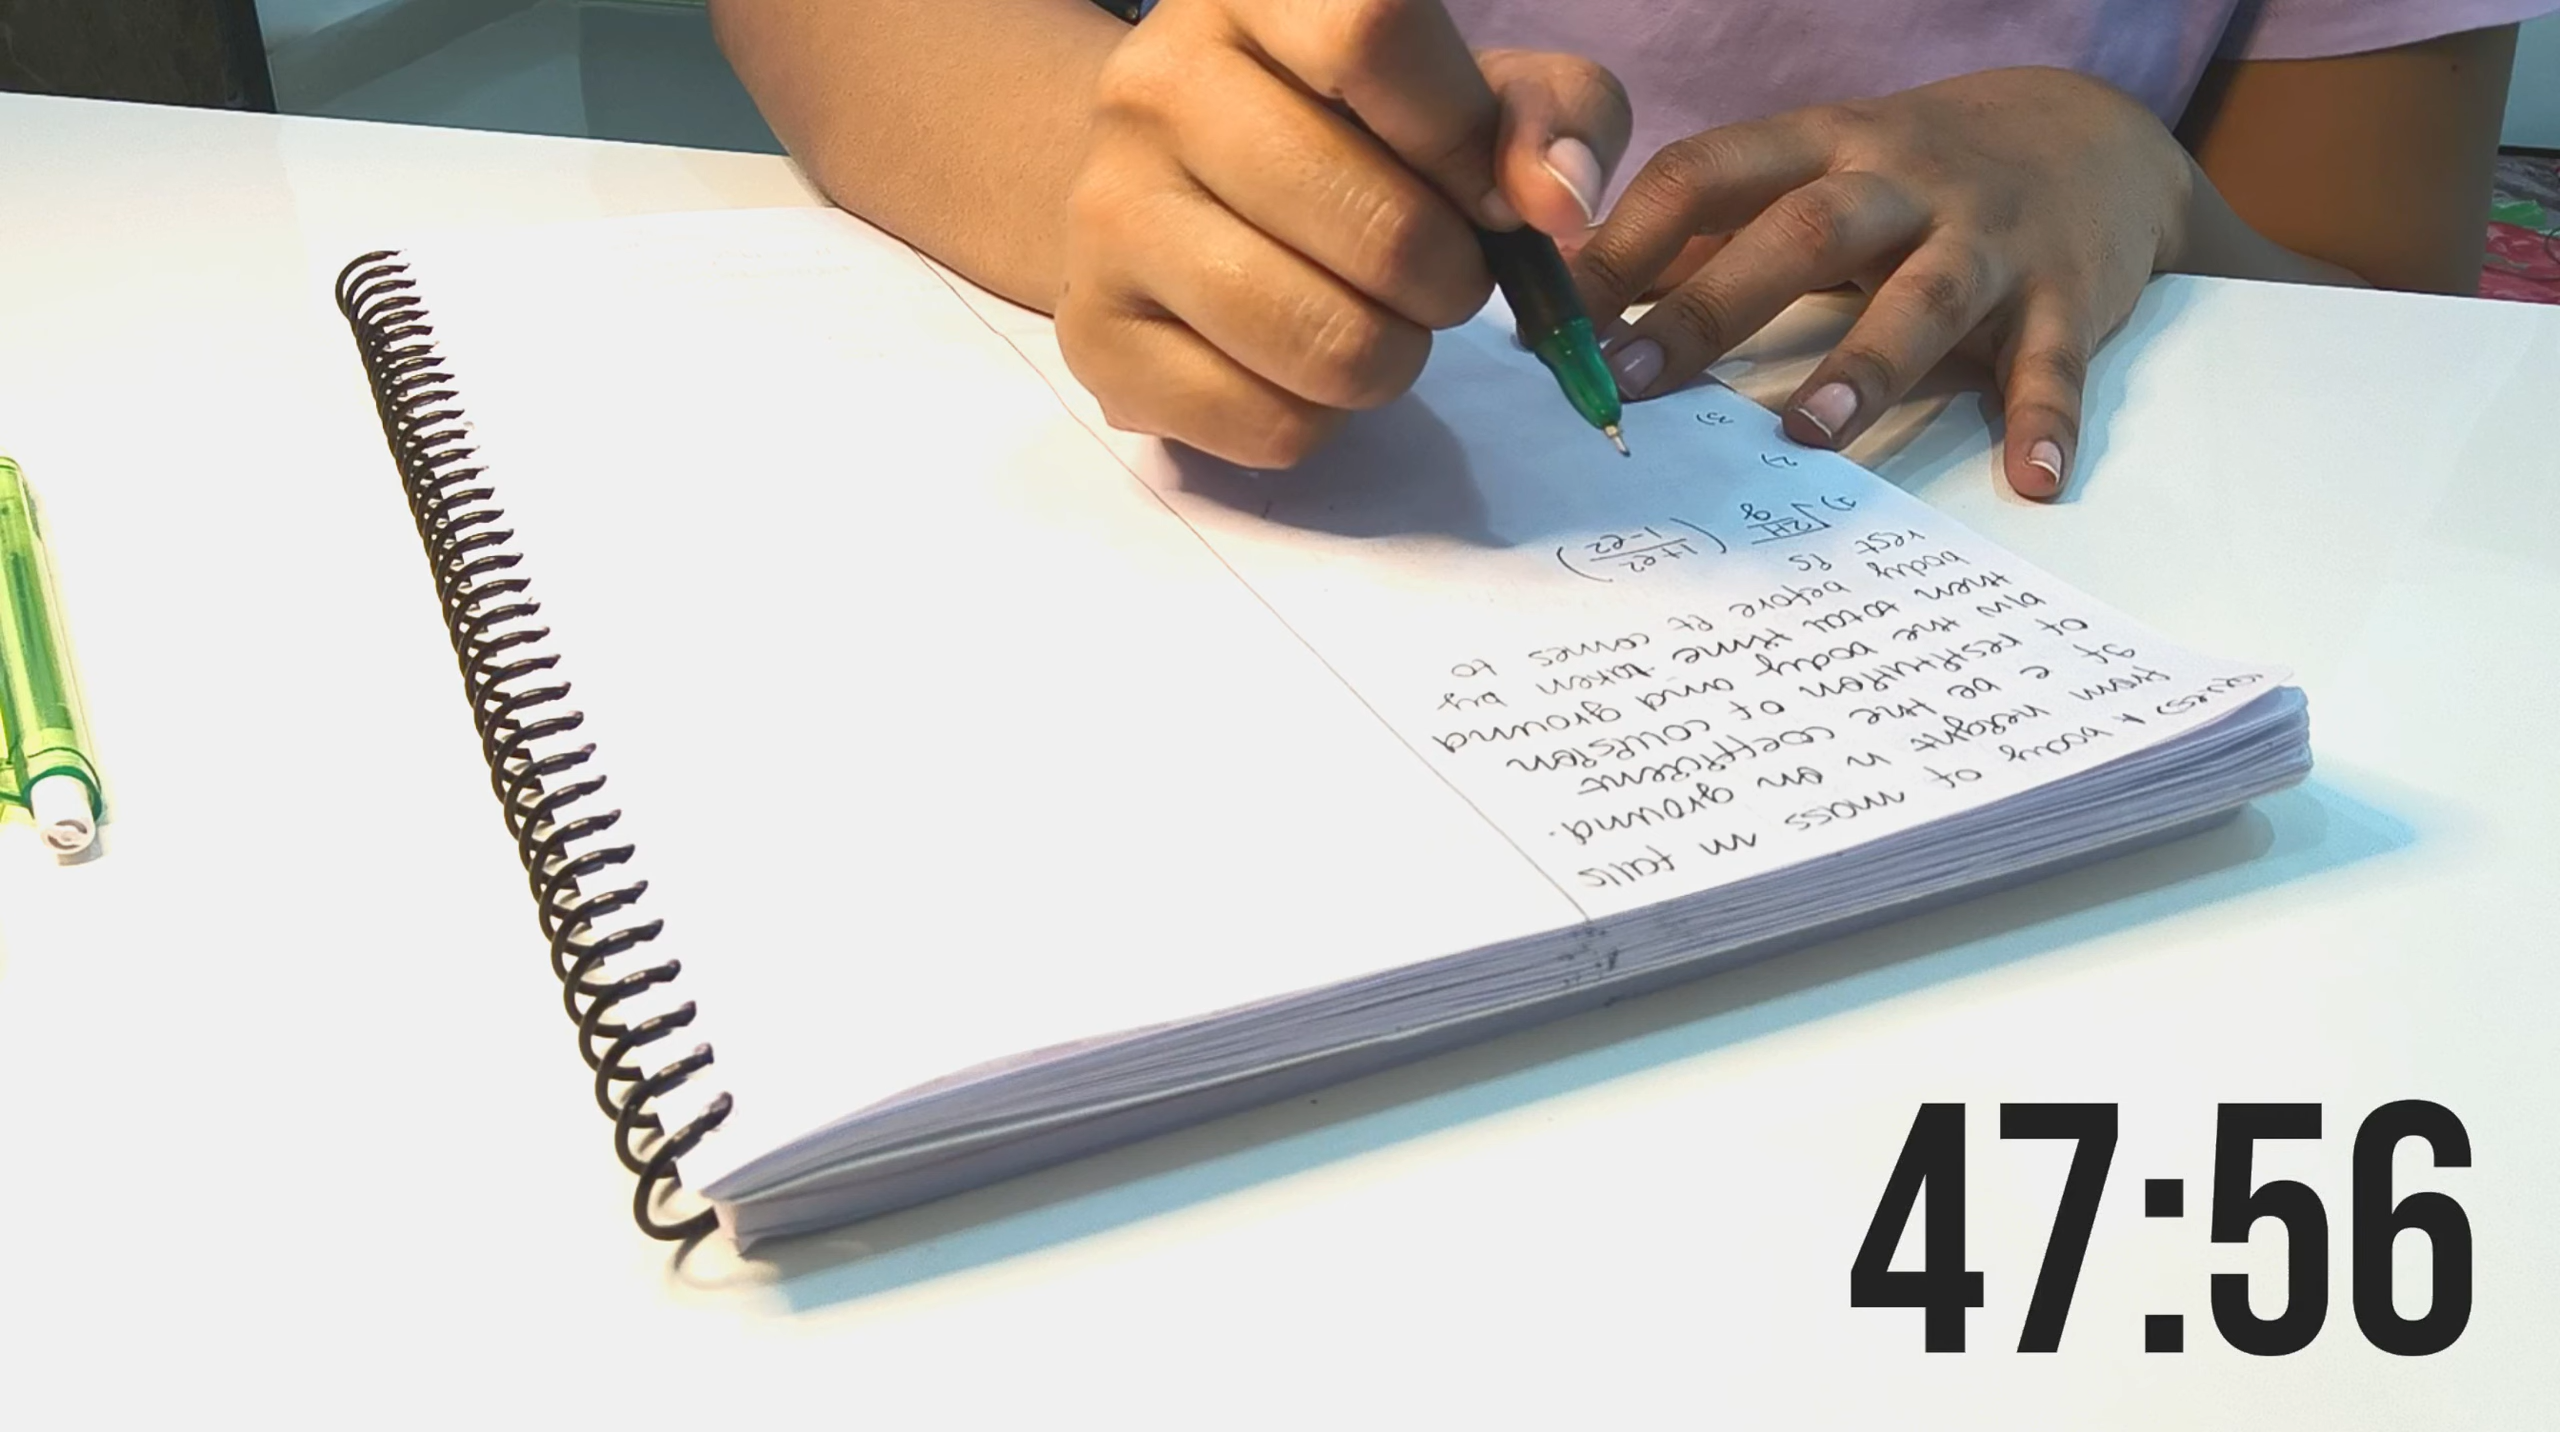 A body of mass m falls
from height h on ground.
If e be the coefficient
of restitution of collision
b/w the body and ground
then total time taken by
body before it comes to
rest is
1) √2H/g (1+e2/1-e2)
2)
3)
47:56